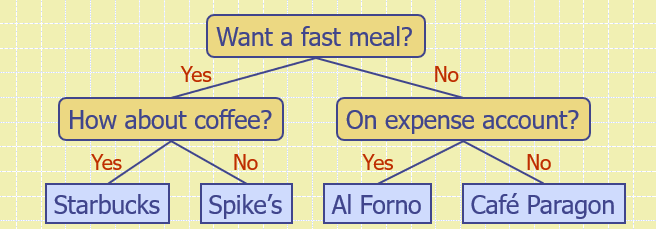 Want a fast meal?
Yes
No
How about coffee?
On expense account?
Yes
No
Yes
No
Starbucks
Spike’s
Al Forno
Café Paragon